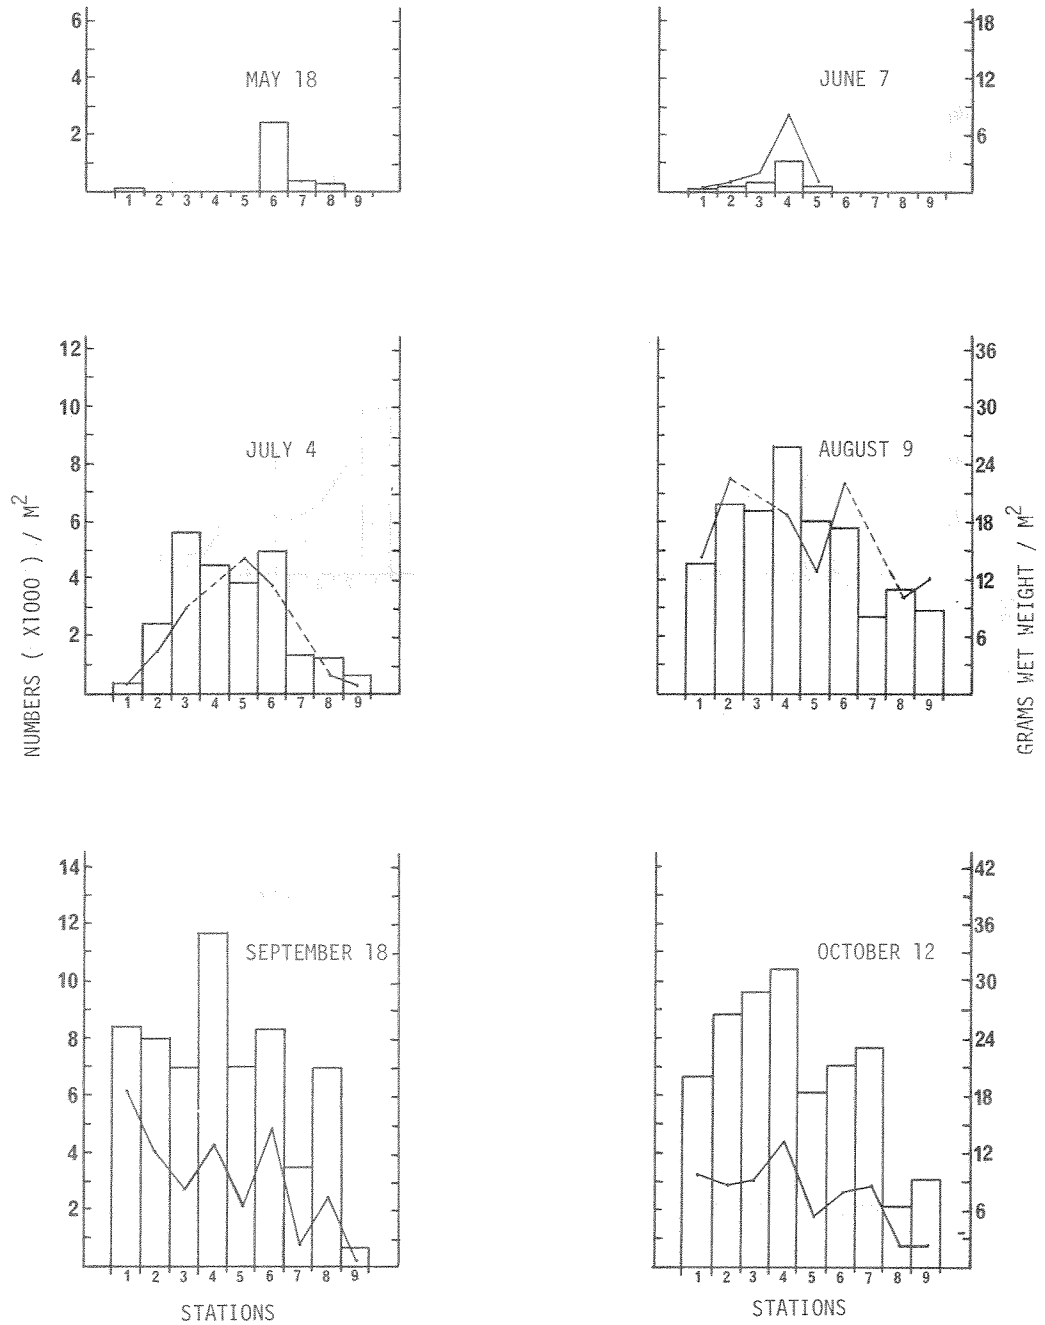 6
4
2
MAY 18
1 2 3 4 5 6 7 8 9
18
12
6
JUNE 7
1 2 3 4 5 6 7 8 9
12
10
8
6
4
2
JULY 4
1 2 3 4 5 6 7 8 9
36
30
24
18
12
6
AUGUST 9
1 2 3 4 5 6 7 8 9
NUMBERS ( X1000 ) / M²
GRAMS WET WEIGHT / M²
14
12
10
8
6
4
2
SEPTEMBER 18
1 2 3 4 5 6 7 8 9
STATIONS
42
36
30
24
18
12
6
OCTOBER 12
1 2 3 4 5 6 7 8 9
STATIONS